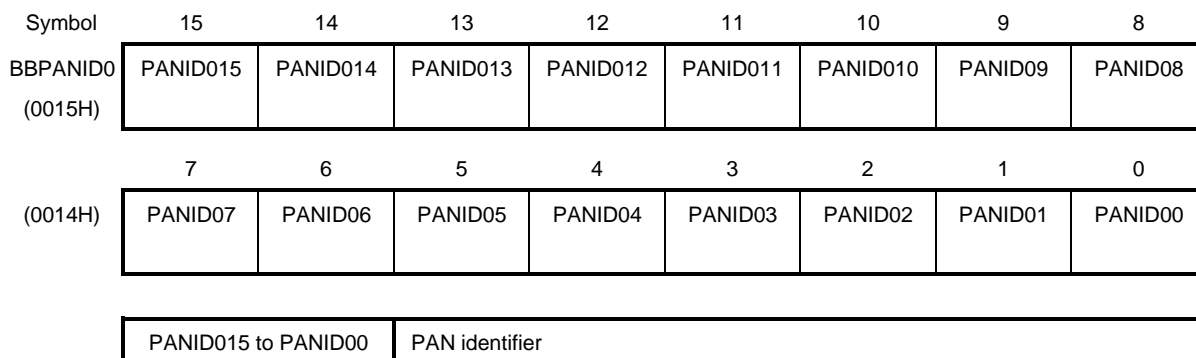 Symbol 15 14 13 12 11 10 9 8
BBPANID0 PANID015 PANID014 PANID013 PANID012 PANID011 PANID010 PANID09 PANID08
(0015H)
7 6 5 4 3 2 1 0
(0014H) PANID07 PANID06 PANID05 PANID04 PANID03 PANID02 PANID01 PANID00
PANID015 to PANID00 PAN identifier